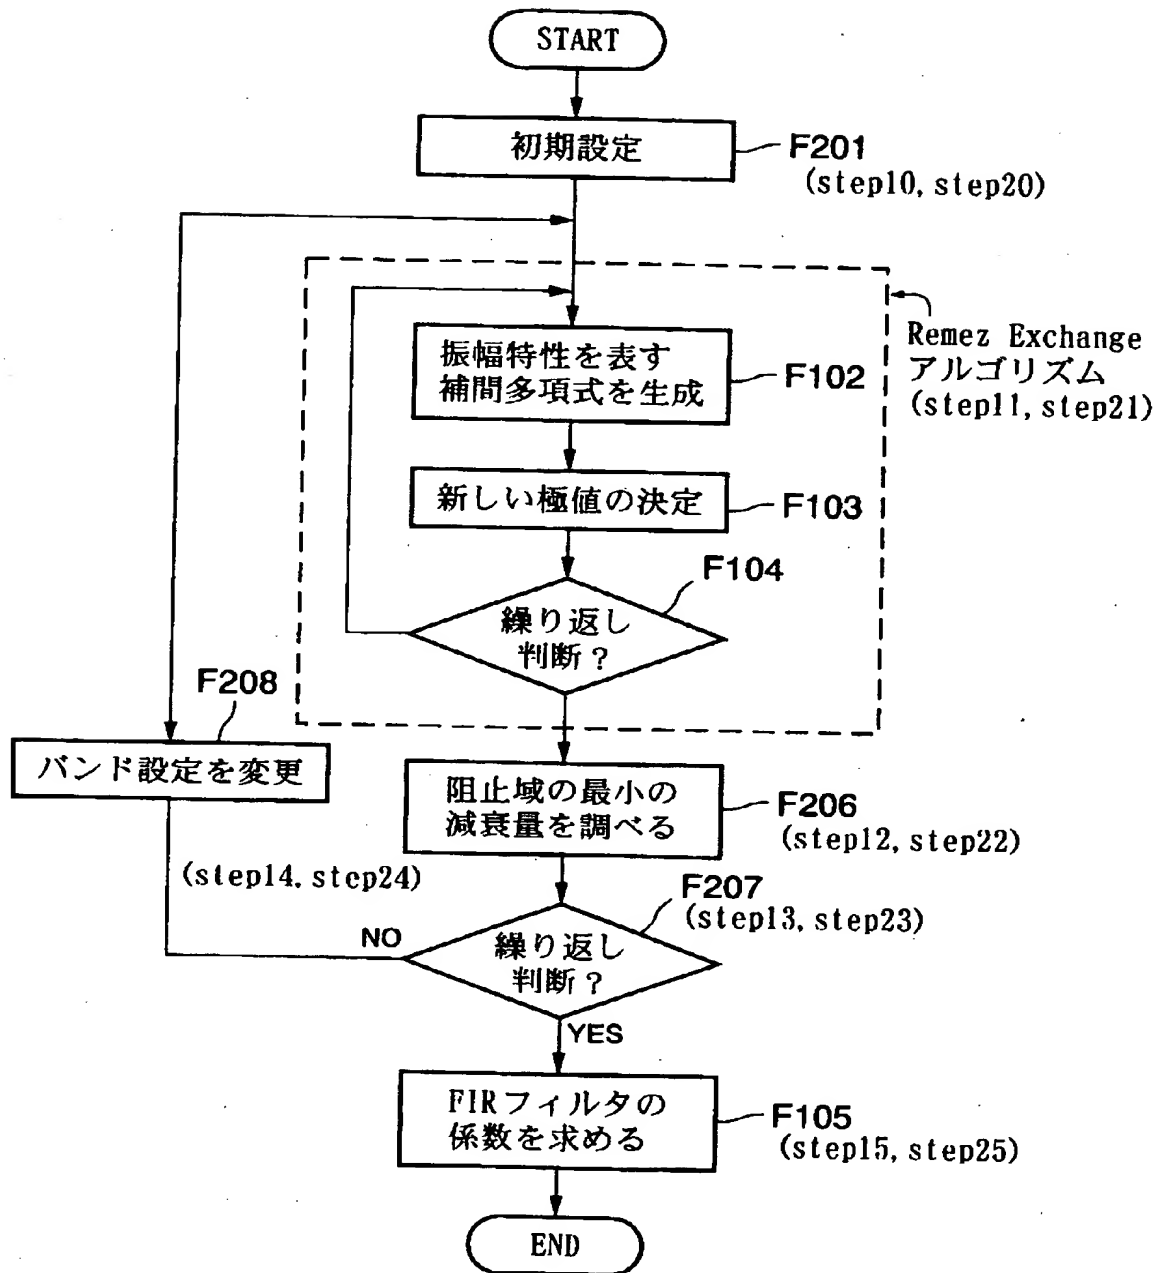 START
初期設定
F201
(step10, step20)
Remez Exchange
アルゴリズム
(step11, step21)
振幅特性を表す
補間多項式を生成
F102
新しい極値の決定
F103
F104
繰り返し
判断？
F208
バンド設定を変更
(step14, step24)
阻止域の最小の
減衰量を調べる
F206
(step12, step22)
F207
(step13, step23)
繰り返し
判断？
NO
YES
FIRフィルタの
係数を求める
F105
(step15, step25)
END